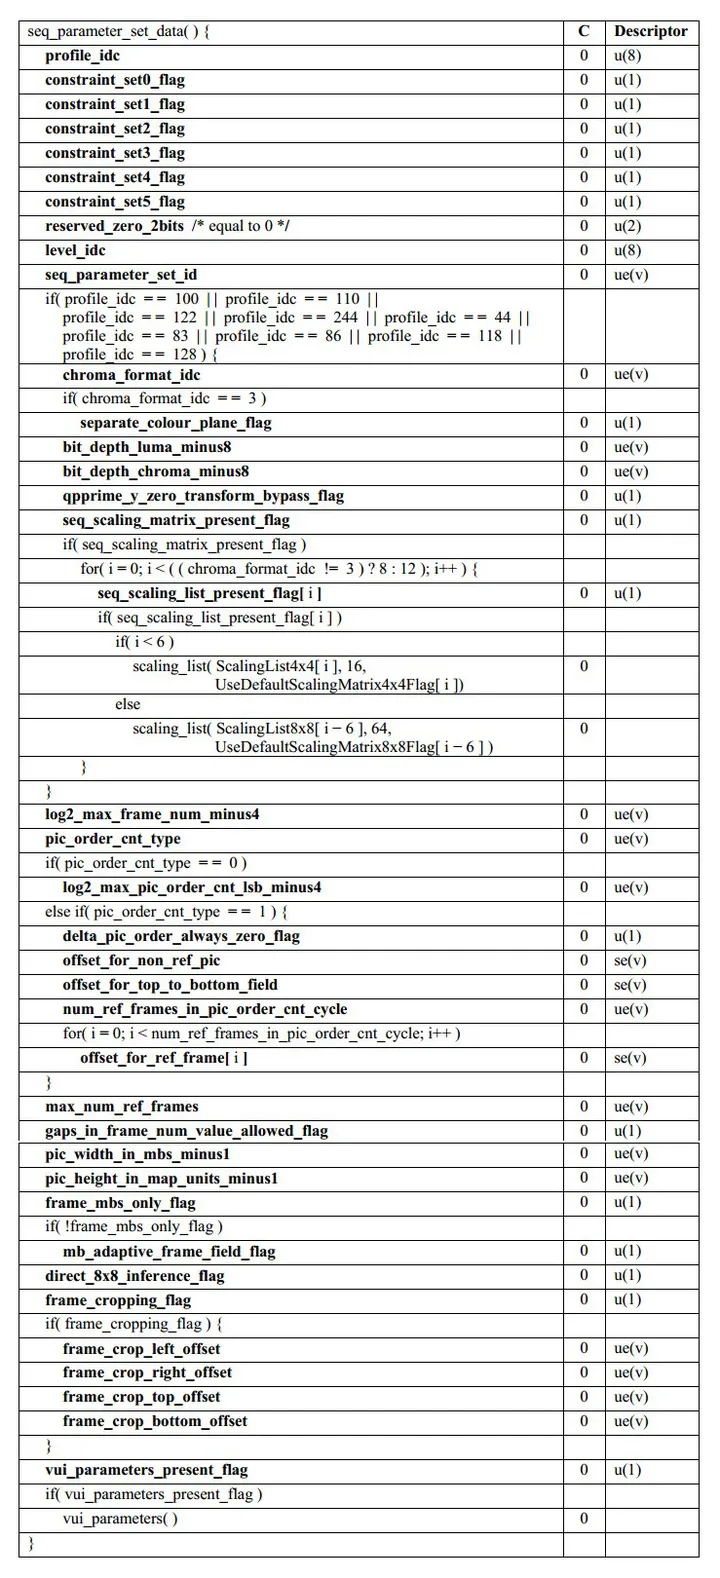 seq_parameter_set_data( ) { C Descriptor
profile_idc 0 u(8)
constraint_set0_flag 0 u(1)
constraint_set1_flag 0 u(1)
constraint_set2_flag 0 u(1)
constraint_set3_flag 0 u(1)
constraint_set4_flag 0 u(1)
constraint_set5_flag 0 u(1)
reserved_zero_2bits /* equal to 0 */ 0 u(2)
level_idc 0 u(8)
seq_parameter_set_id 0 ue(v)
if( profile_idc = = 100 | | profile_idc = = 110 | |
profile_idc = = 122 | | profile_idc = = 244 | | profile_idc = = 44 | |
profile_idc = = 83 | | profile_idc = = 86 | | profile_idc = = 118 | |
profile_idc = = 128 ) {
chroma_format_idc 0 ue(v)
if( chroma_format_idc = = 3 )
separate_colour_plane_flag 0 u(1)
bit_depth_luma_minus8 0 ue(v)
bit_depth_chroma_minus8 0 ue(v)
qpprime_y_zero_transform_bypass_flag 0 u(1)
seq_scaling_matrix_present_flag 0 u(1)
if( seq_scaling_matrix_present_flag )
for( i = 0; i < ( ( chroma_format_idc != 3 ) ? 8 : 12 ); i++ ) {
seq_scaling_list_present_flag[ i ] 0 u(1)
if( seq_scaling_list_present_flag[ i ] )
if( i < 6 )
scaling_list( ScalingList4x4[ i ], 16, 0
UseDefaultScalingMatrix4x4Flag[ i ])
else
scaling_list( ScalingList8x8[ i − 6 ], 64, 0
UseDefaultScalingMatrix8x8Flag[ i − 6 ] )
}
}
log2_max_frame_num_minus4 0 ue(v)
pic_order_cnt_type 0 ue(v)
if( pic_order_cnt_type = = 0 )
log2_max_pic_order_cnt_lsb_minus4 0 ue(v)
else if( pic_order_cnt_type = = 1 ) {
delta_pic_order_always_zero_flag 0 u(1)
offset_for_non_ref_pic 0 se(v)
offset_for_top_to_bottom_field 0 se(v)
num_ref_frames_in_pic_order_cnt_cycle 0 ue(v)
for( i = 0; i < num_ref_frames_in_pic_order_cnt_cycle; i++ )
offset_for_ref_frame[ i ] 0 se(v)
}
max_num_ref_frames 0 ue(v)
gaps_in_frame_num_value_allowed_flag 0 u(1)
pic_width_in_mbs_minus1 0 ue(v)
pic_height_in_map_units_minus1 0 ue(v)
frame_mbs_only_flag 0 u(1)
if( !frame_mbs_only_flag )
mb_adaptive_frame_field_flag 0 u(1)
direct_8x8_inference_flag 0 u(1)
frame_cropping_flag 0 u(1)
if( frame_cropping_flag ) {
frame_crop_left_offset 0 ue(v)
frame_crop_right_offset 0 ue(v)
frame_crop_top_offset 0 ue(v)
frame_crop_bottom_offset 0 ue(v)
}
vui_parameters_present_flag 0 u(1)
if( vui_parameters_present_flag )
vui_parameters( ) 0
}